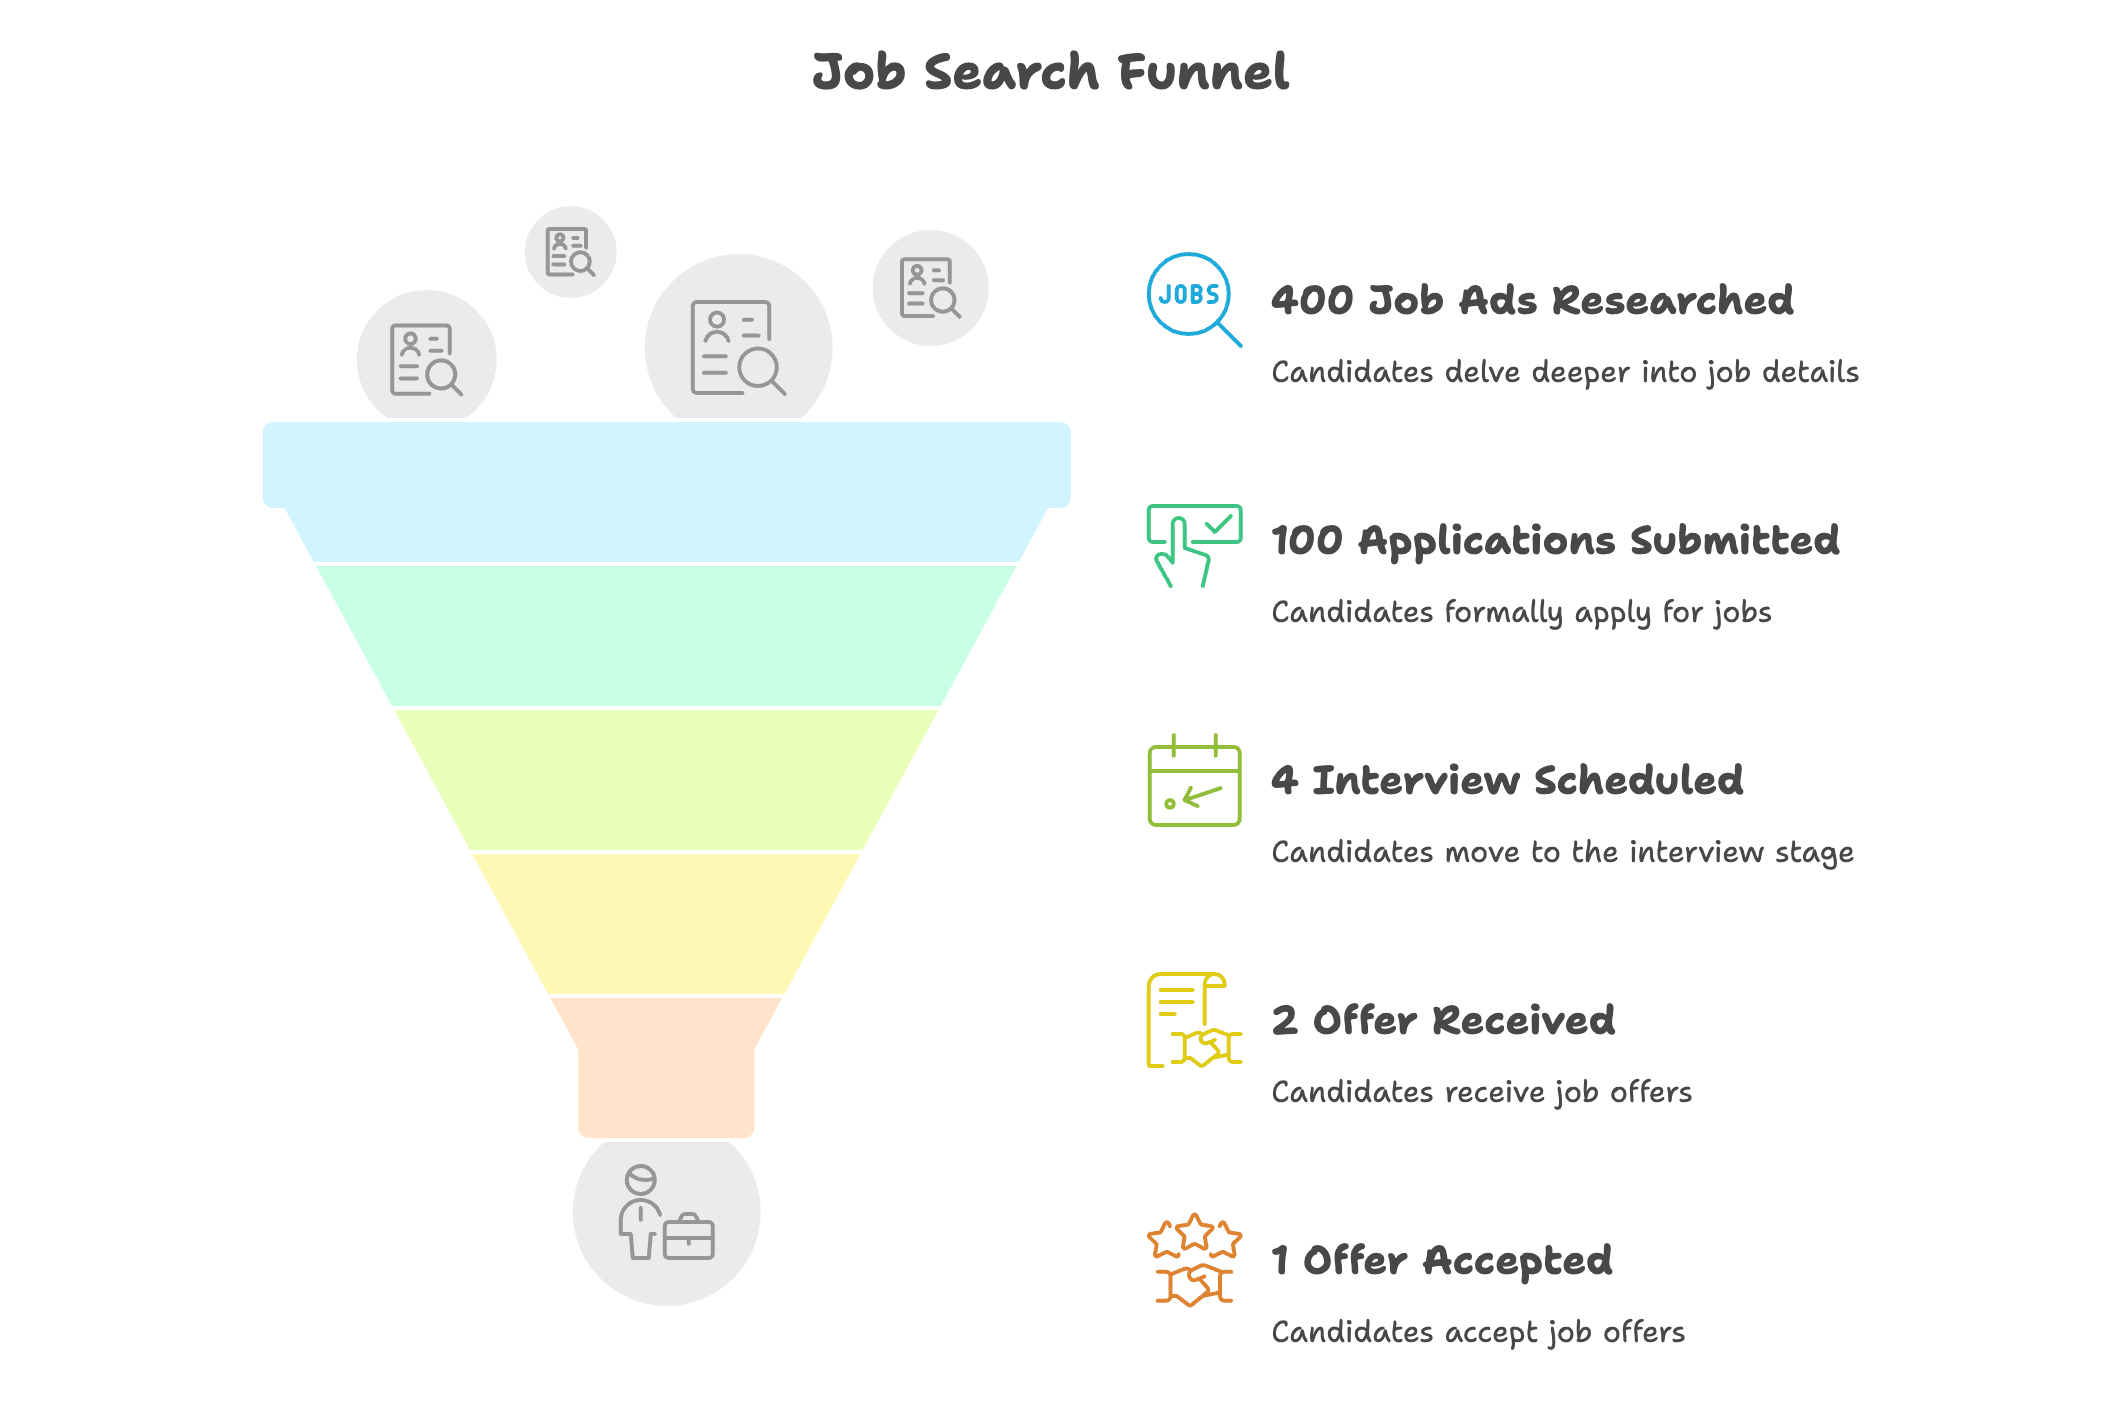 Job Search Funnel
JOBS
400 Job Ads Researched
Candidates delve deeper into job details
100 Applications Submitted
Candidates formally apply for jobs
4 Interview Scheduled
Candidates move to the interview stage
2 Offer Received
Candidates receive job offers
1 Offer Accepted
Candidates accept job offers